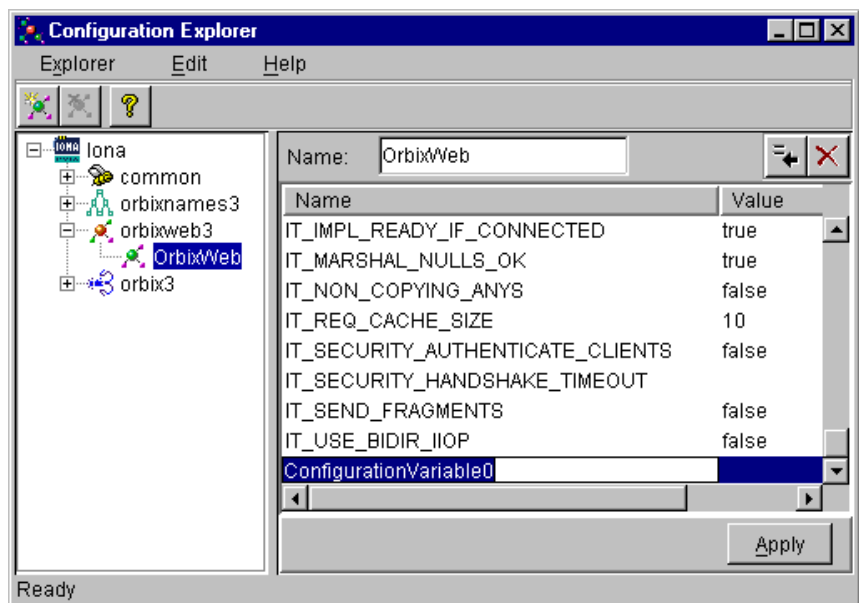 Configuration Explorer
Explorer Edit Help
Iona
common
orbixnames3
orbixweb3
OrbixWeb
orbix3
Name: OrbixWeb
Name Value
IT_IMPL_READY_IF_CONNECTED true
IT_MARSHAL_NULLS_OK true
IT_NON_COPYING_ANYS false
IT_REQ_CACHE_SIZE 10
IT_SECURITY_AUTHENTICATE_CLIENTS false
IT_SECURITY_HANDSHAKE_TIMEOUT
IT_SEND_FRAGMENTS false
IT_USE_BIDIR_IIOP false
ConfigurationVariable0
Apply
Ready